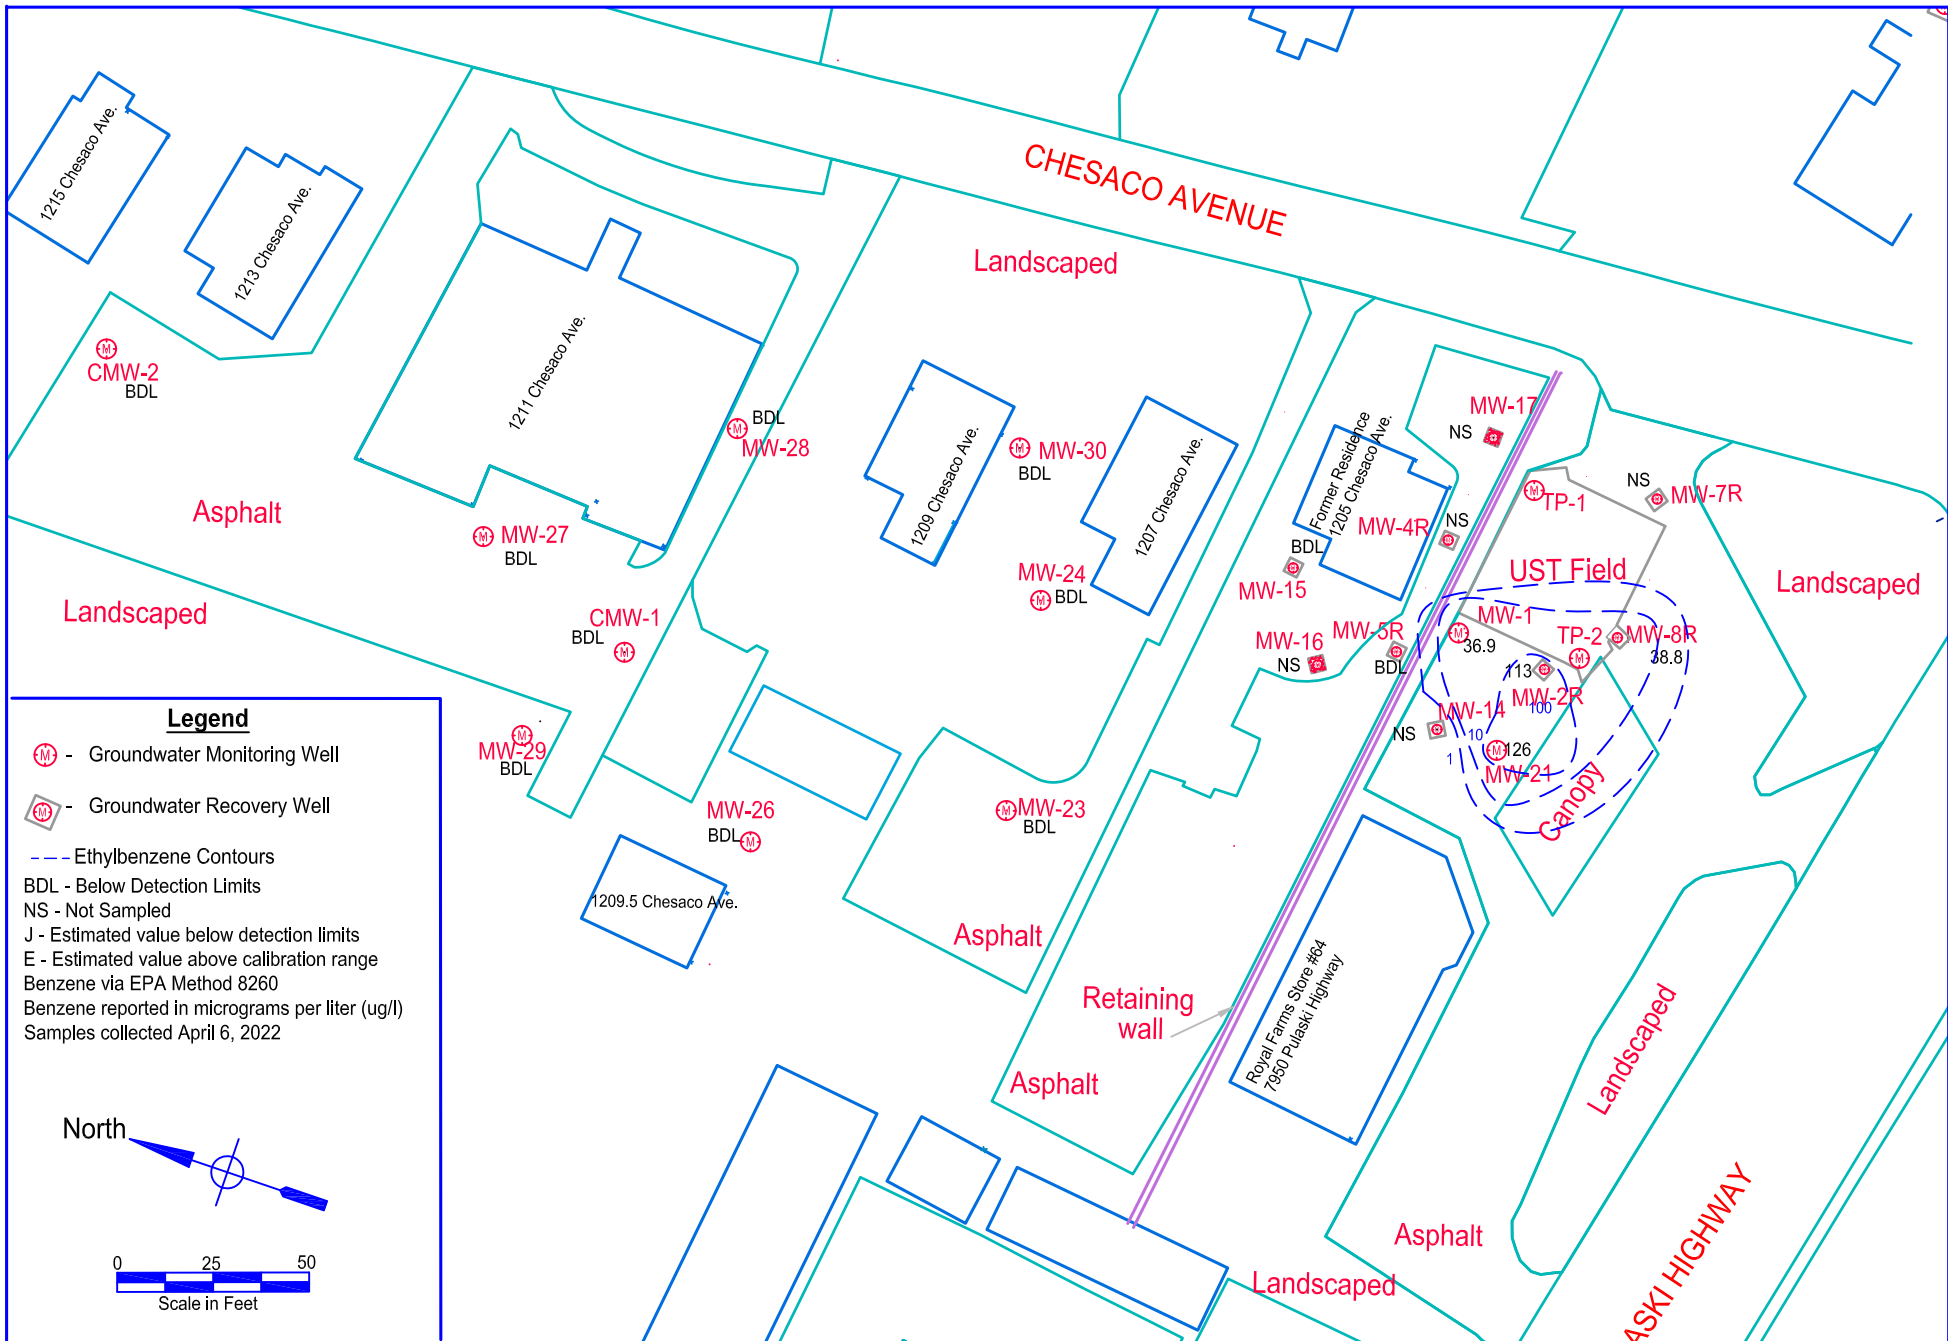 CHESACO AVENUE
1215 Chesaco Ave.
1213 Chesaco Ave.
1211 Chesaco Ave.
1209 Chesaco Ave.
1207 Chesaco Ave.
Former Residence
1205 Chesaco Ave.
Landscaped
CMW-2
BDL
BDL
MW-28
MW-30
BDL
MW-17
NS
NS
MW-7R
TP-1
MW-4R
NS
Asphalt
MW-27
BDL
BDL
MW-15
UST Field
Landscaped
MW-24
BDL
Landscaped
CMW-1
BDL
MW-16
NS
MW-5R
BDL
MW-1
36.9
TP-2
MW-8R
38.8
113
MW-2R
100
MW-14
NS
10
1
126
MW-21
Canopy
MW-29
BDL
MW-26
BDL
MW-23
BDL
1209.5 Chesaco Ave.
Asphalt
Retaining
wall
Royal Farms Store #64
7950 Pulaski Highway
Asphalt
Landscaped
Asphalt
Landscaped
ASKI HIGHWAY
Legend
M - Groundwater Monitoring Well
M - Groundwater Recovery Well
Ethylbenzene Contours
BDL - Below Detection Limits
NS - Not Sampled
J - Estimated value below detection limits
E - Estimated value above calibration range
Benzene via EPA Method 8260
Benzene reported in micrograms per liter (ug/l)
Samples collected April 6, 2022
North
0 25 50
Scale in Feet